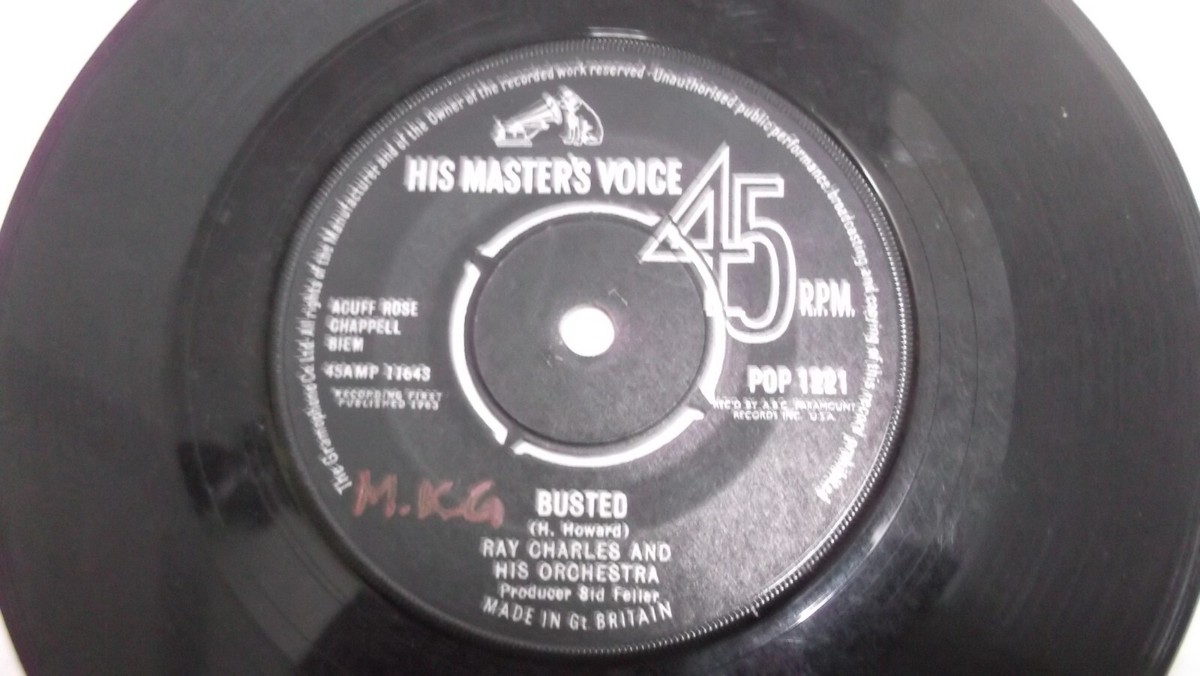 The Gramophone Co Ltd. All rights of the Manufacturer and of the Owner of the recorded work reserved · Unauthorised public performance, broadcasting and copying of this record prohibited
HIS MASTER'S VOICE
45
R.P.M.
ACUFF ROSE
CHAPPELL
BIEM
45AMP 11643
RECORDING FIRST
PUBLISHED 1963
POP 1221
REC'D BY A.B.C. PARAMOUNT
RECORDS INC. U.S.A.
M.K.G
BUSTED
(H. Howard)
RAY CHARLES AND
HIS ORCHESTRA
Producer Sid Feller
MADE IN Gt. BRITAIN